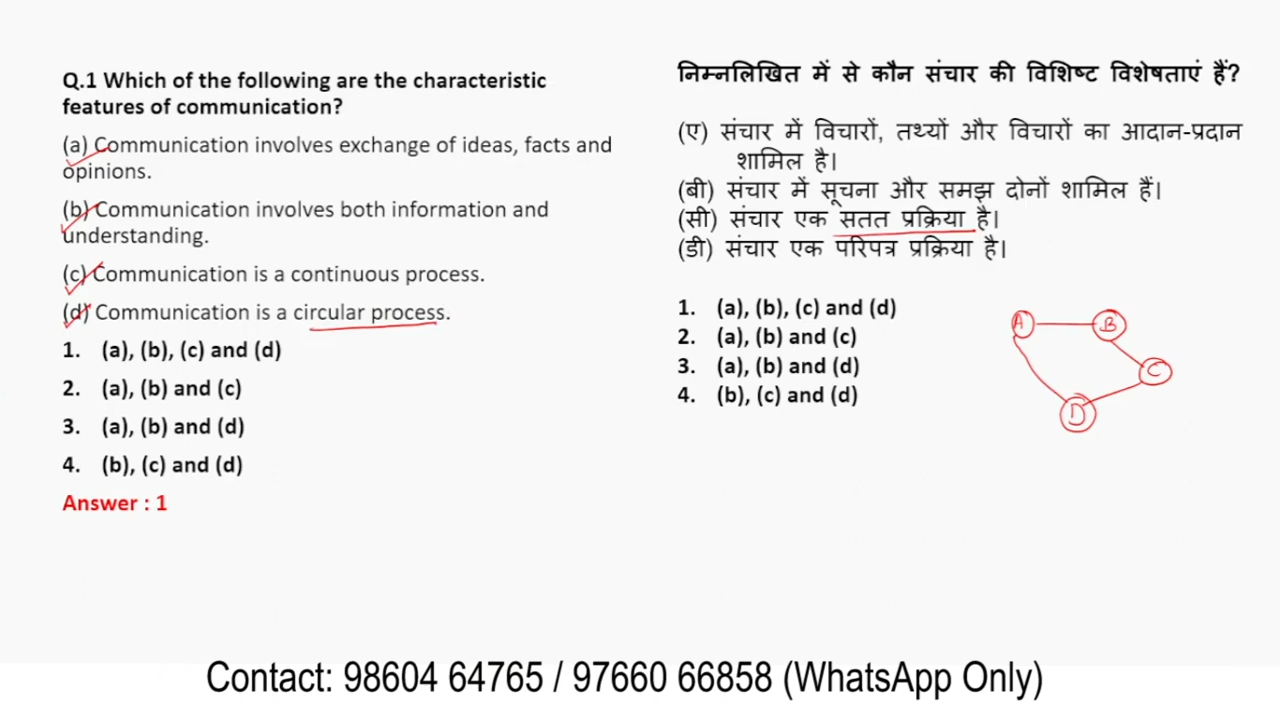 Q.1 Which of the following are the characteristic
features of communication?
(a) Communication involves exchange of ideas, facts and
opinions.
(b) Communication involves both information and
understanding.
(c) Communication is a continuous process.
(d) Communication is a circular process.
1. (a), (b), (c) and (d)
2. (a), (b) and (c)
3. (a), (b) and (d)
4. (b), (c) and (d)
Answer : 1
निम्नलिखित में से कौन संचार की विशिष्ट विशेषताएं हैं?
(ए) संचार में विचारों, तथ्यों और विचारों का आदान-प्रदान
शामिल है।
(बी) संचार में सूचना और समझ दोनों शामिल हैं।
(सी) संचार एक सतत प्रक्रिया है।
(डी) संचार एक परिपत्र प्रक्रिया है।
1. (a), (b), (c) and (d)
2. (a), (b) and (c)
3. (a), (b) and (d)
4. (b), (c) and (d)
A B
C
D
Contact: 98604 64765 / 97660 66858 (WhatsApp Only)